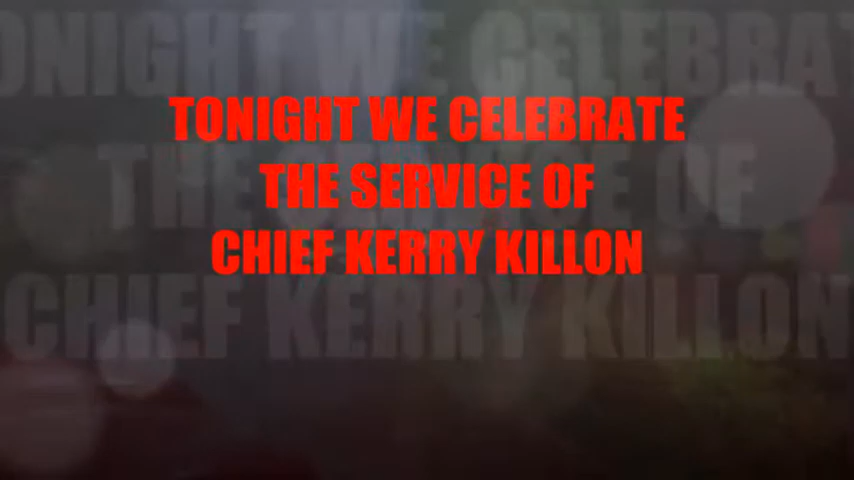 TONIGHT WE CELEBRATE
THE SERVICE OF
CHIEF KERRY KILLON